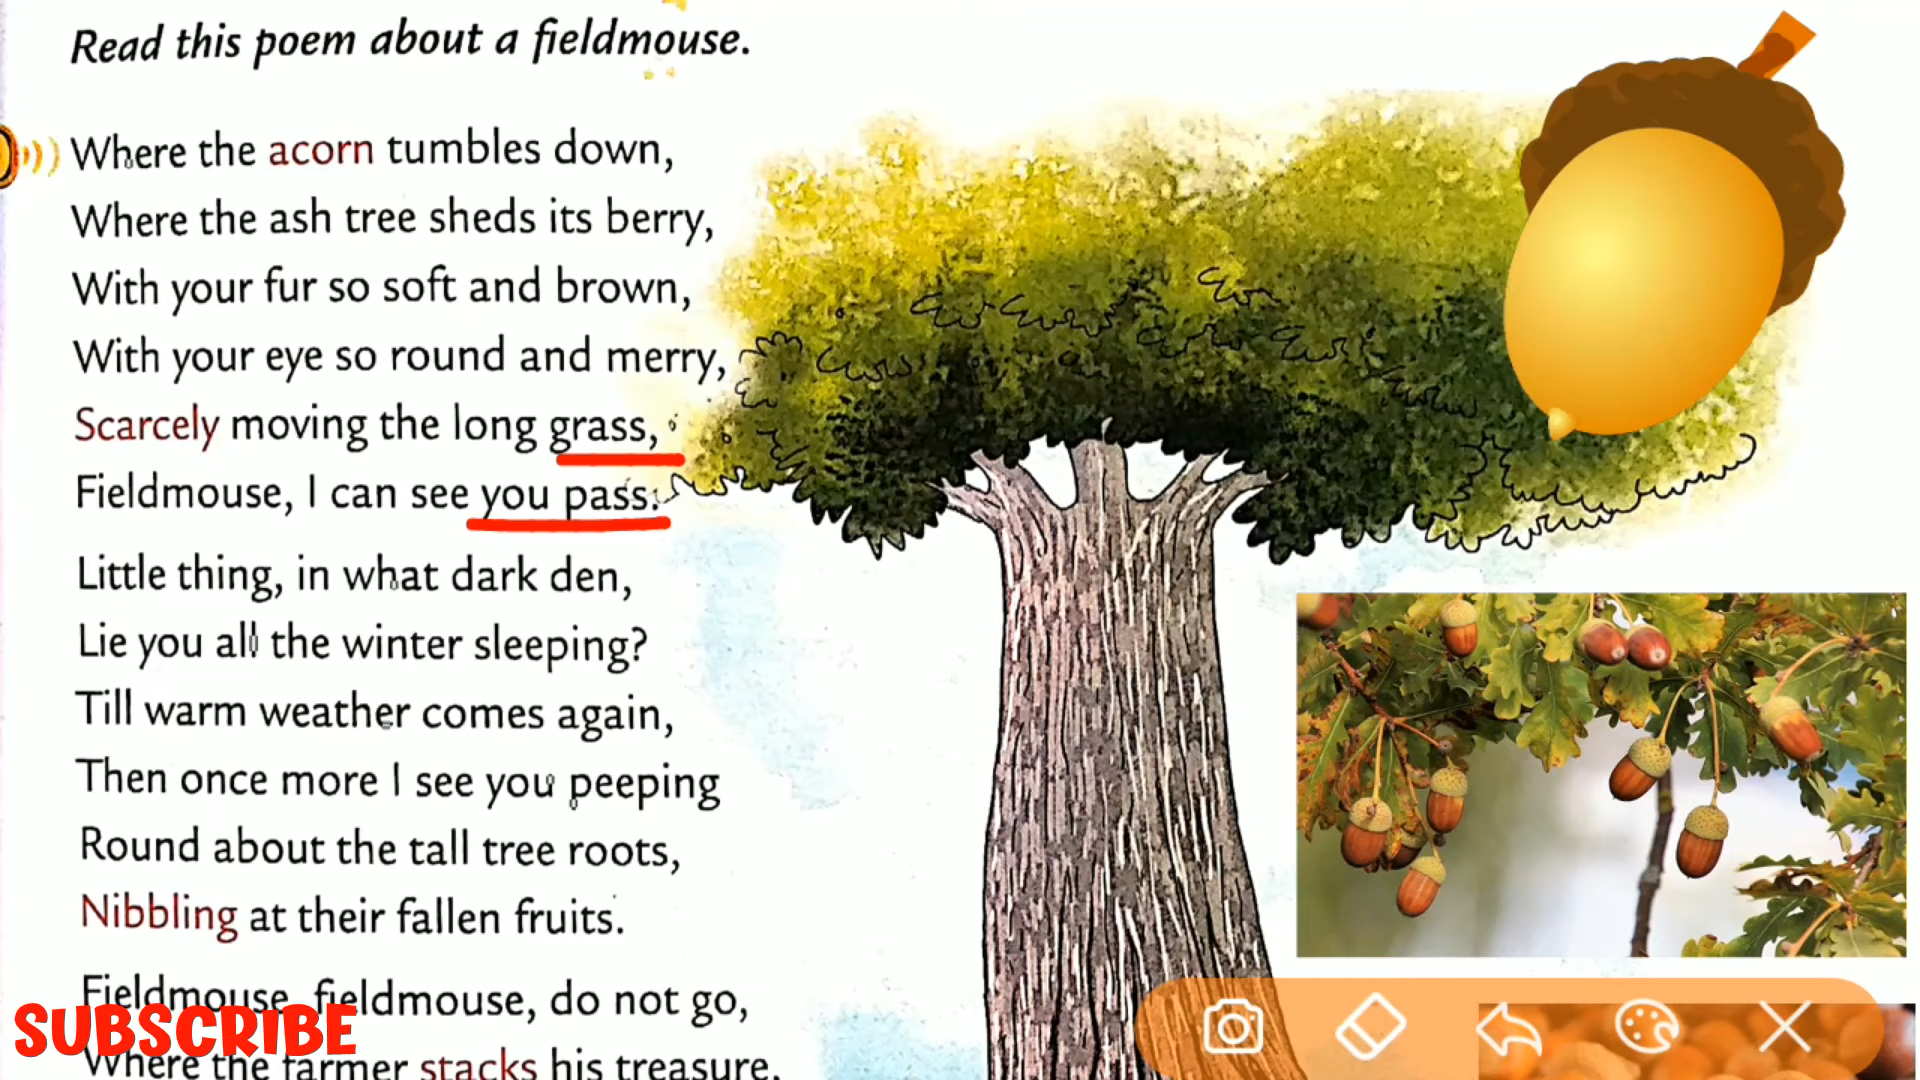 Read this poem about a fieldmouse.
Where the acorn tumbles down,
Where the ash tree sheds its berry,
With your fur so soft and brown,
With your eye so round and merry,
Scarcely moving the long grass,
Fieldmouse, I can see you pass.
Little thing, in what dark den,
Lie you all the winter sleeping?
Till warm weather comes again,
Then once more I see you peeping
Round about the tall tree roots,
Nibbling at their fallen fruits.
Fieldmouse, fieldmouse, do not go,
SUBSCRIBE
Where the farmer stacks his treasure,